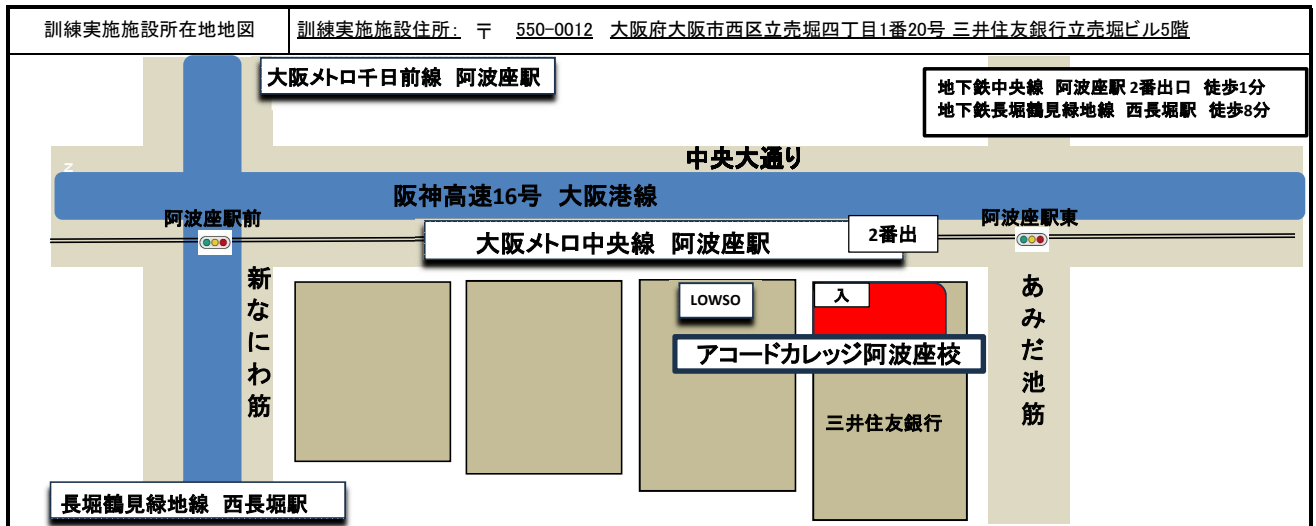 訓練実施施設所在地地図
訓練実施施設住所: 〒 550-0012 大阪府大阪市西区立売堀四丁目1番20号 三井住友銀行立売堀ビル5階
大阪メトロ千日前線 阿波座駅
地下鉄中央線 阿波座駅 2番出口 徒歩1分
地下鉄長堀鶴見緑地線 西長堀駅 徒歩8分
中央大通り
N
阪神高速16号 大阪港線
阿波座駅前
阿波座駅東
大阪メトロ中央線 阿波座駅
2番出
新なにわ筋
LOWSO
入
あみだ池筋
アコードカレッジ阿波座校
三井住友銀行
長堀鶴見緑地線 西長堀駅